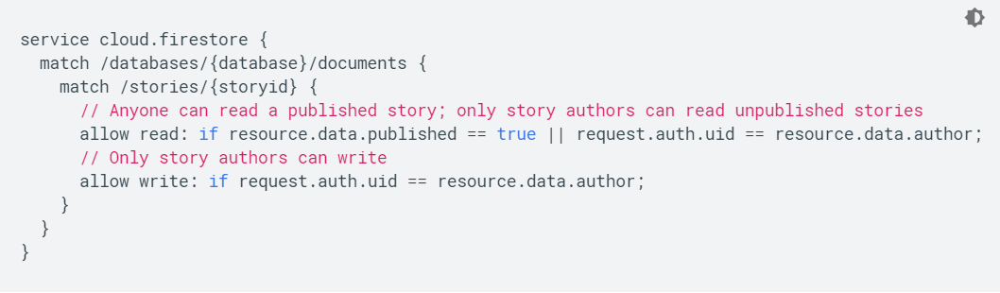 service cloud.firestore {
  match /databases/{database}/documents {
    match /stories/{storyid} {
      // Anyone can read a published story; only story authors can read unpublished stories
      allow read: if resource.data.published == true || request.auth.uid == resource.data.author;
      // Only story authors can write
      allow write: if request.auth.uid == resource.data.author;
    }
  }
}